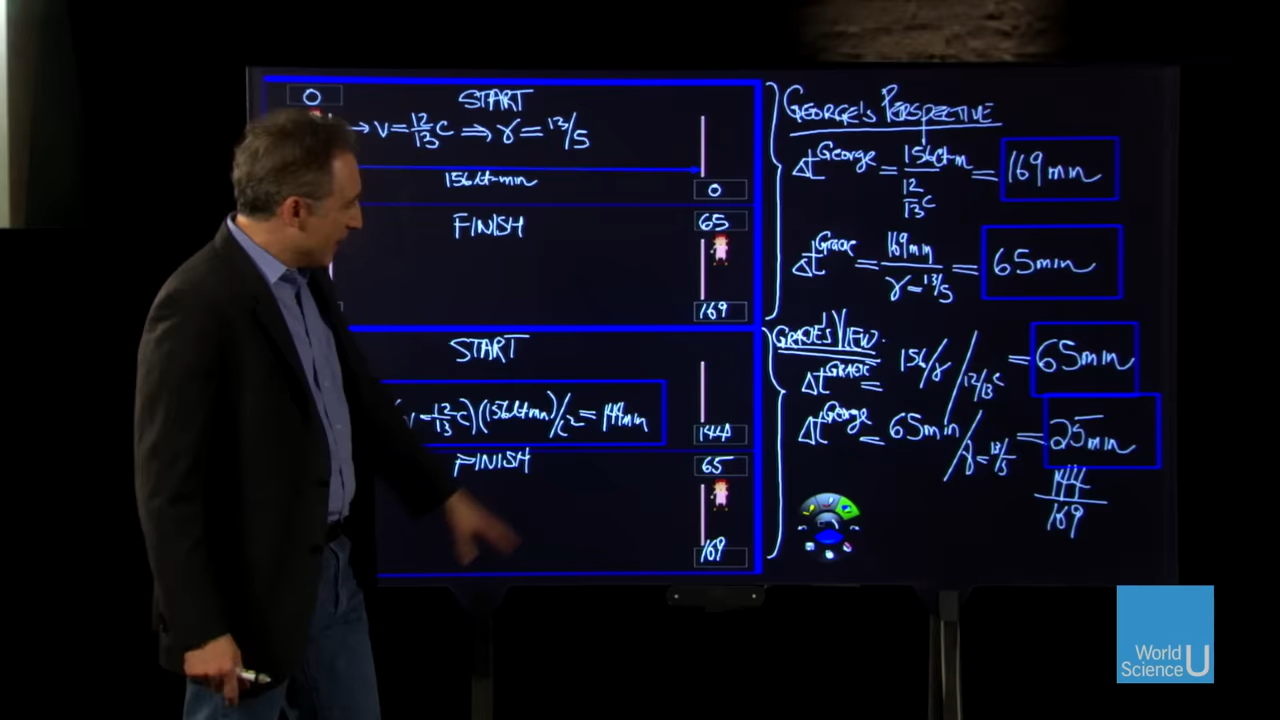 0
START
→ V = 12/13 C ⇒ γ = 13/5
156 lt-min
0
FINISH
65
169
START
V = 12/13 C)(156 lt-min)/C² = 144 min
144
FINISH
65
169
GEORGE'S PERSPECTIVE
Δt^George = 156 lt-m / 12/13 C = 169 min
Δt^Grace = 169 min / γ = 13/5 = 65 min
GRACIE'S VIEW.
Δt^Gracie = 156/γ / 12/13 C = 65 min
Δt^George = 65 min / γ = 13/5 = 25 min
144
169
World
Science U